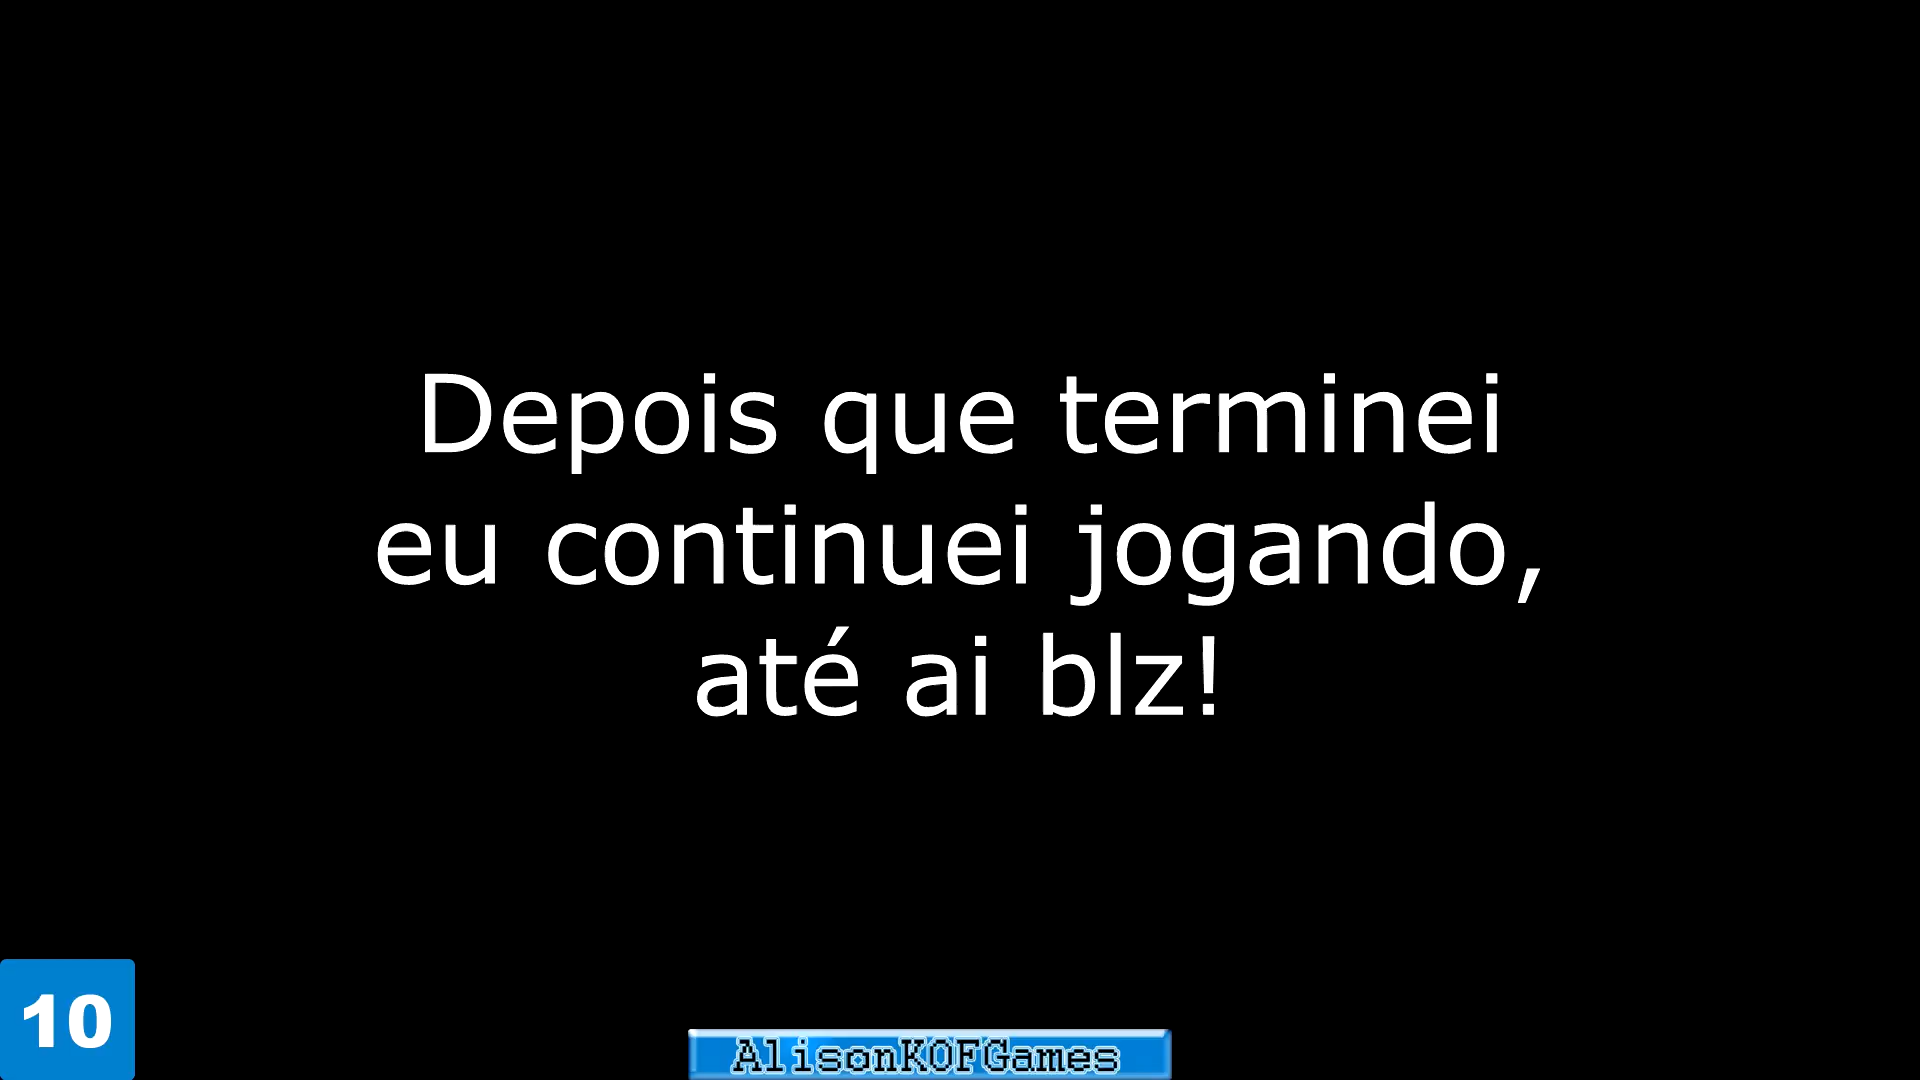 Depois que terminei
eu continuei jogando,
até ai blz!
10
AlisonKOFGames